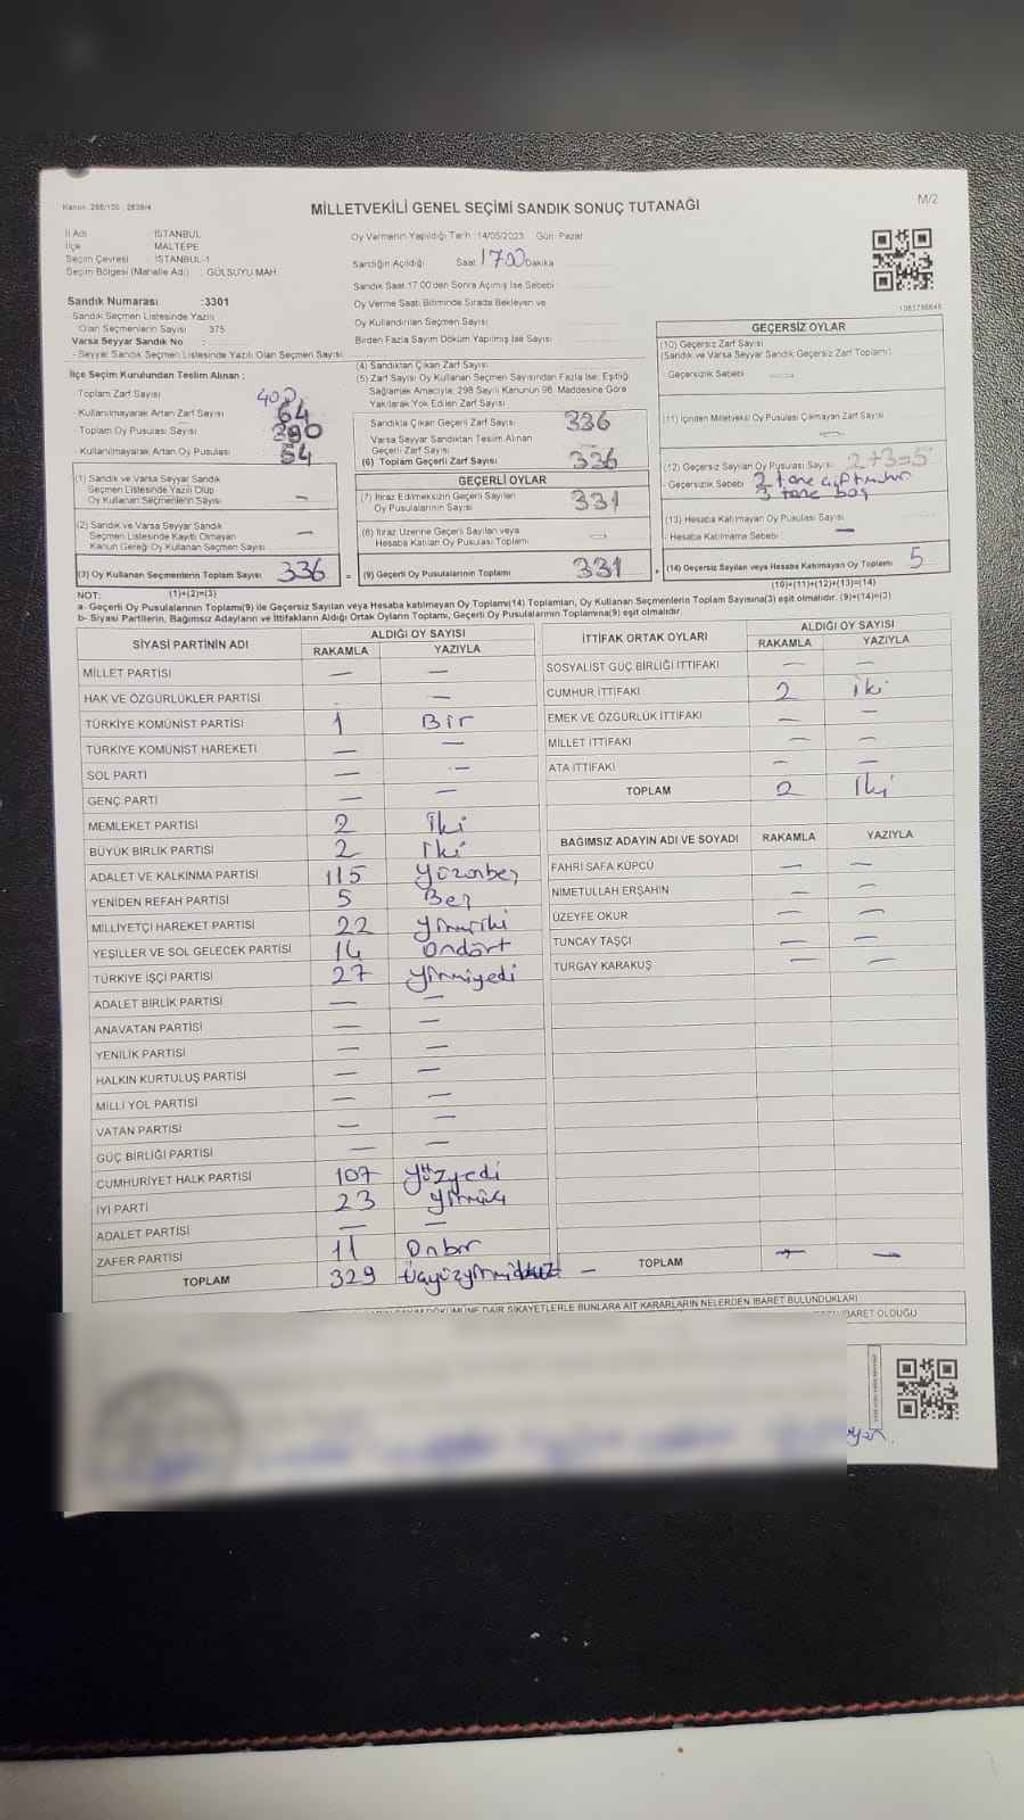 Kanun: 298/105 - 2839/4
MİLLETVEKİLİ GENEL SEÇİMİ SANDIK SONUÇ TUTANAĞI
M/2
İl Adı : İSTANBUL
İlçe : MALTEPE
Seçim Çevresi : İSTANBUL-1
Seçim Bölgesi (Mahalle Adı) : GÜLSUYU MAH.
Sandık Numarası :3301
Sandık Seçmen Listesinde Yazılı
Olan Seçmenlerin Sayısı 375
Varsa Seyyar Sandık No :
- Seyyar Sandık Seçmen Listesinde Yazılı Olan Seçmen Sayısı
Oy Vermenin Yapıldığı Tarih :14/05/2023 Gün: Pazar
Sandığın Açıldığı Saat 1700 Dakika
Sandık Saat 17.00'den Sonra Açılmış İse Sebebi
Oy Verme Saati Bitiminde Sırada Bekleyen ve
Oy Kullandırılan Seçmen Sayısı
Birden Fazla Sayım Döküm Yapılmış İse Sayısı
İlçe Seçim Kurulundan Teslim Alınan :
- Toplam Zarf Sayısı 400
- Kullanılmayarak Artan Zarf Sayısı 64
- Toplam Oy Pusulası Sayısı 390
- Kullanılmayarak Artan Oy Pusulası 54
(4) Sandıktan Çıkan Zarf Sayısı
(5) Zarf Sayısı Oy Kullanan Seçmen Sayısından Fazla İse; Eşitliği
Sağlamak Amacıyla; 298 Sayılı Kanunun 98. Maddesine Göre
Yakılarak Yok Edilen Zarf Sayısı
Sandıkla Çıkan Geçerli Zarf Sayısı 336
Varsa Seyyar Sandıktan Teslim Alınan
Geçerli Zarf Sayısı
(6) Toplam Geçerli Zarf Sayısı 336
GEÇERSİZ OYLAR
(10) Geçersiz Zarf Sayısı
(Sandık ve Varsa Seyyar Sandık Geçersiz Zarf Toplamı)
- Geçersizlik Sebebi —
(11) İçinden Milletvekili Oy Pusulası Çıkmayan Zarf Sayısı
—
(12) Geçersiz Sayılan Oy Pusulası Sayısı 2+3=5
- Geçersizlik Sebebi 2 tane çift mühür
3 tane boş
(13) Hesaba Katılmayan Oy Pusulası Sayısı
- Hesaba Katılmama Sebebi —
(14) Geçersiz Sayılan veya Hesaba Katılmayan Oy Toplamı 5
(10)+(11)+(12)+(13)=(14)
(1) Sandık ve Varsa Seyyar Sandık
Seçmen Listesinde Yazılı Olup
Oy Kullanan Seçmenlerin Sayısı —
(2) Sandık ve Varsa Seyyar Sandık
Seçmen Listesinde Kayıtlı Olmayan
Kanun Gereği Oy Kullanan Seçmen Sayısı —
(3) Oy Kullanan Seçmenlerin Toplam Sayısı 336 =
(1)+(2)=(3)
GEÇERLİ OYLAR
(7) İtiraz Edilmeksizin Geçerli Sayılan
Oy Pusulalarının Sayısı 331
(8) İtiraz Üzerine Geçerli Sayılan veya
Hesaba Katılan Oy Pusulası Toplamı —
(9) Geçerli Oy Pusulalarının Toplamı 331 +
NOT:
a- Geçerli Oy Pusulalarının Toplamı(9) ile Geçersiz Sayılan veya Hesaba katılmayan Oy Toplamı(14) Toplamları, Oy Kullanan Seçmenlerin Toplam Sayısına(3) eşit olmalıdır. (9)+(14)=(3)
b- Siyasi Partilerin, Bağımsız Adayların ve İttifakların Aldığı Ortak Oyların Toplamı, Geçerli Oy Pusulalarının Toplamına(9) eşit olmalıdır.
SİYASİ PARTİNİN ADI ALDIĞI OY SAYISI
RAKAMLA YAZIYLA
MİLLET PARTİSİ — —
HAK VE ÖZGÜRLÜKLER PARTİSİ —
TÜRKİYE KOMÜNİST PARTİSİ 1 Bir
TÜRKİYE KOMÜNİST HAREKETİ — —
SOL PARTİ — —
GENÇ PARTİ — —
MEMLEKET PARTİSİ 2 İki
BÜYÜK BİRLİK PARTİSİ 2 İki
ADALET VE KALKINMA PARTİSİ 115 Yüzonbeş
YENİDEN REFAH PARTİSİ 5 Beş
MİLLİYETÇİ HAREKET PARTİSİ 22 Yirmiiki
YEŞİLLER VE SOL GELECEK PARTİSİ 14 Ondört
TÜRKİYE İŞÇİ PARTİSİ 27 Yirmiyedi
ADALET BİRLİK PARTİSİ — —
ANAVATAN PARTİSİ — —
YENİLİK PARTİSİ — —
HALKIN KURTULUŞ PARTİSİ — —
MİLLİ YOL PARTİSİ — —
VATAN PARTİSİ — —
GÜÇ BİRLİĞİ PARTİSİ — —
CUMHURİYET HALK PARTİSİ 107 Yüzyedi
İYİ PARTİ 23 Yirmiüç
ADALET PARTİSİ — —
ZAFER PARTİSİ 11 Onbir
TOPLAM 329 Üçyüzyirmidokuz —
İTTİFAK ORTAK OYLARI ALDIĞI OY SAYISI
RAKAMLA YAZIYLA
SOSYALİST GÜÇ BİRLİĞİ İTTİFAKI — —
CUMHUR İTTİFAKI 2 İki
EMEK VE ÖZGÜRLÜK İTTİFAKI — —
MİLLET İTTİFAKI — —
ATA İTTİFAKI — —
TOPLAM 2 İki
BAĞIMSIZ ADAYIN ADI VE SOYADI RAKAMLA YAZIYLA
FAHRİ SAFA KÜPCÜ — —
NİMETULLAH ERŞAHİN — —
ÜZEYFE OKUR — —
TUNCAY TAŞÇI — —
TURGAY KARAKUŞ — —
TOPLAM — —
DÖKÜMÜNE DAİR ŞİKAYETLERLE BUNLARA AİT KARARLARIN NELERDEN İBARET BULUNDUKLARI
İBARET OLDUĞU